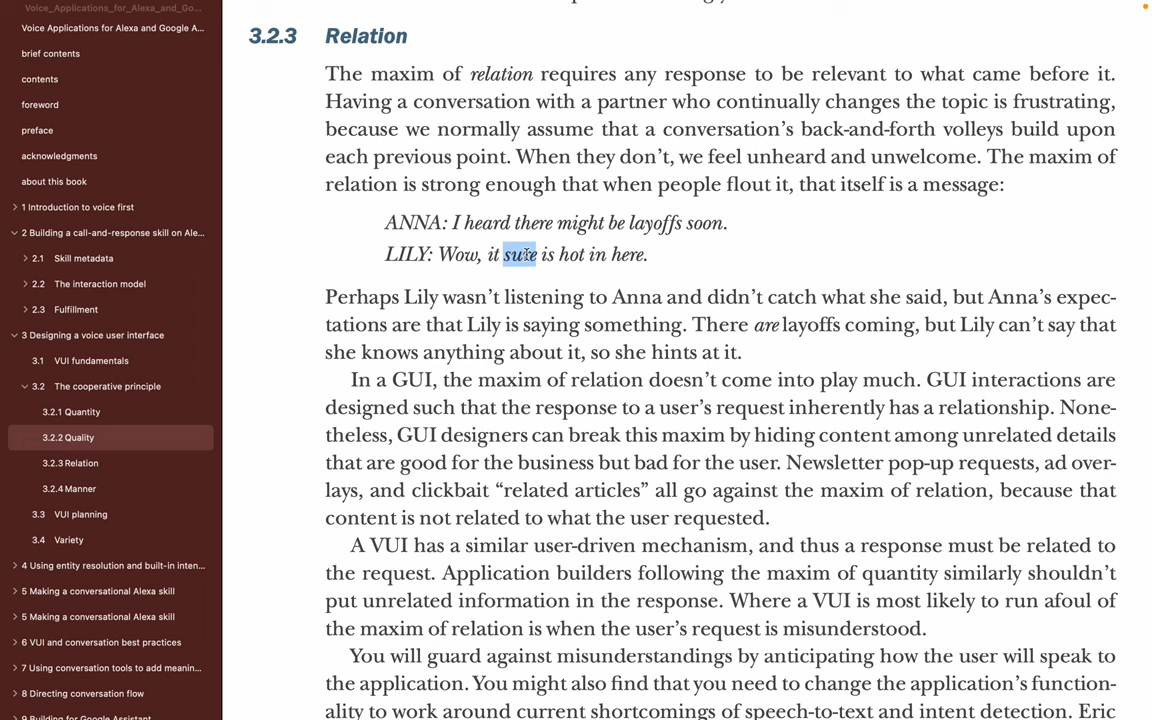 Voice_Applications_for_Alexa_and_Go...
Voice Applications for Alexa and Google A...
brief contents
contents
foreword
preface
acknowledgments
about this book
1 Introduction to voice first
2 Building a call-and-response skill on Ale...
2.1 Skill metadata
2.2 The interaction model
2.3 Fulfillment
3 Designing a voice user interface
3.1 VUI fundamentals
3.2 The cooperative principle
3.2.1 Quantity
3.2.2 Quality
3.2.3 Relation
3.2.4 Manner
3.3 VUI planning
3.4 Variety
4 Using entity resolution and built-in inten...
5 Making a conversational Alexa skill
5 Making a conversational Alexa skill
6 VUI and conversation best practices
7 Using conversation tools to add meanin...
8 Directing conversation flow
9 Building for Google Assistant
3.2.3 Relation
The maxim of relation requires any response to be relevant to what came before it.
Having a conversation with a partner who continually changes the topic is frustrating,
because we normally assume that a conversation's back-and-forth volleys build upon
each previous point. When they don't, we feel unheard and unwelcome. The maxim of
relation is strong enough that when people flout it, that itself is a message:
ANNA: I heard there might be layoffs soon.
LILY: Wow, it sure is hot in here.
Perhaps Lily wasn't listening to Anna and didn't catch what she said, but Anna's expec-
tations are that Lily is saying something. There are layoffs coming, but Lily can't say that
she knows anything about it, so she hints at it.
In a GUI, the maxim of relation doesn't come into play much. GUI interactions are
designed such that the response to a user's request inherently has a relationship. None-
theless, GUI designers can break this maxim by hiding content among unrelated details
that are good for the business but bad for the user. Newsletter pop-up requests, ad over-
lays, and clickbait “related articles” all go against the maxim of relation, because that
content is not related to what the user requested.
A VUI has a similar user-driven mechanism, and thus a response must be related to
the request. Application builders following the maxim of quantity similarly shouldn't
put unrelated information in the response. Where a VUI is most likely to run afoul of
the maxim of relation is when the user's request is misunderstood.
You will guard against misunderstandings by anticipating how the user will speak to
the application. You might also find that you need to change the application's function-
ality to work around current shortcomings of speech-to-text and intent detection. Eric